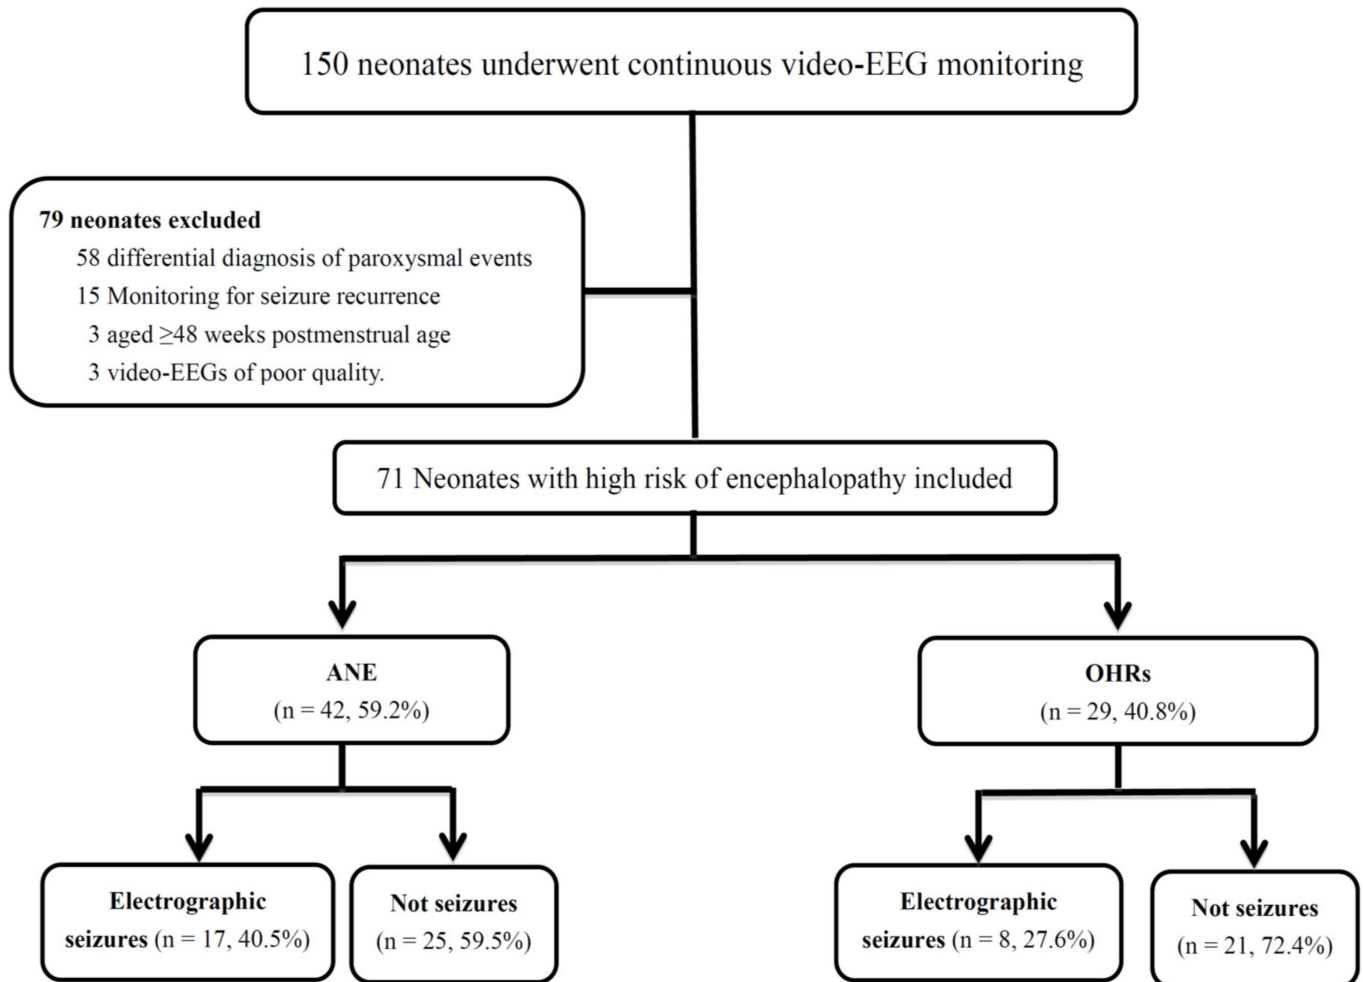 150 neonates underwent continuous video-EEG monitoring
79 neonates excluded
58 differential diagnosis of paroxysmal events
15 Monitoring for seizure recurrence
3 aged ≥48 weeks postmenstrual age
3 video-EEGs of poor quality.
71 Neonates with high risk of encephalopathy included
ANE
(n = 42, 59.2%)
OHRs
(n = 29, 40.8%)
Electrographic
seizures (n = 17, 40.5%)
Not seizures
(n = 25, 59.5%)
Electrographic
seizures (n = 8, 27.6%)
Not seizures
(n = 21, 72.4%)